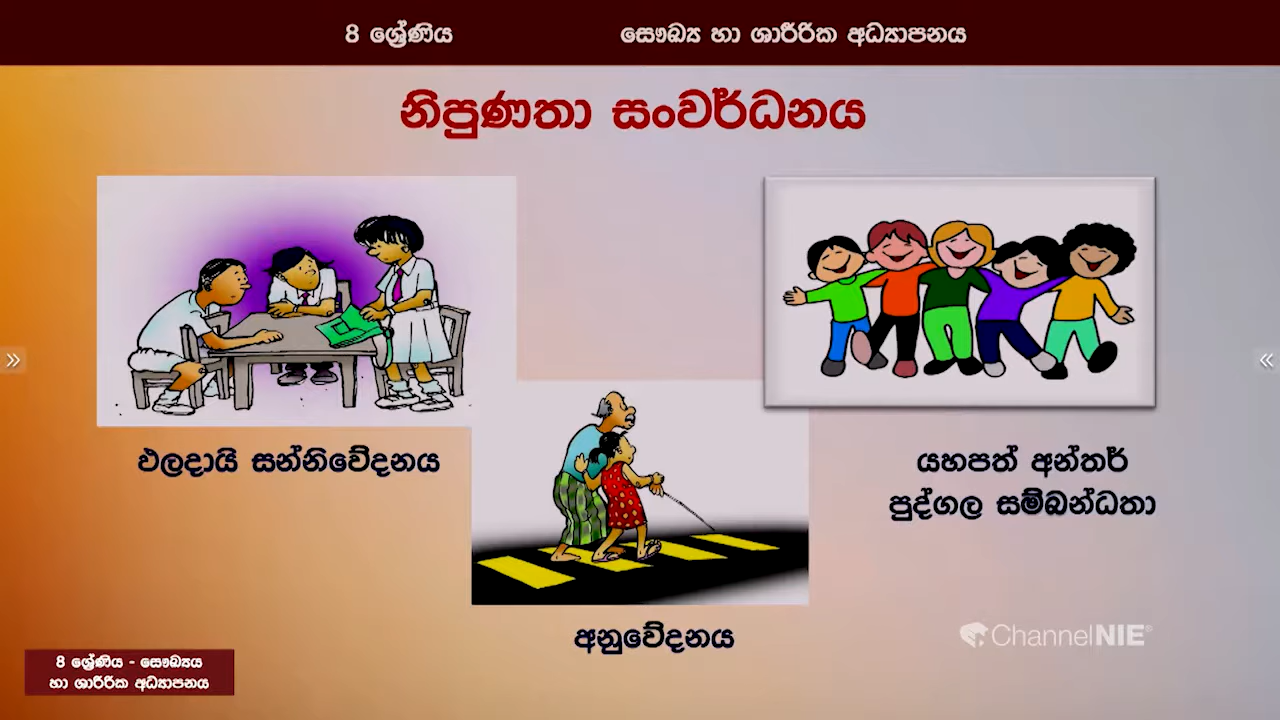 8 ශ්‍රේණිය
සෞඛ්‍ය හා ශාරීරික අධ්‍යාපනය
නිපුණතා සංවර්ධනය
ඵලදායි සන්නිවේදනය
යහපත් අන්තර්
පුද්ගල සම්බන්ධතා
අනුවේදනය
ChannelNIE®
8 ශ්‍රේණිය - සෞඛ්‍යය
හා ශාරීරික අධ්‍යාපනය